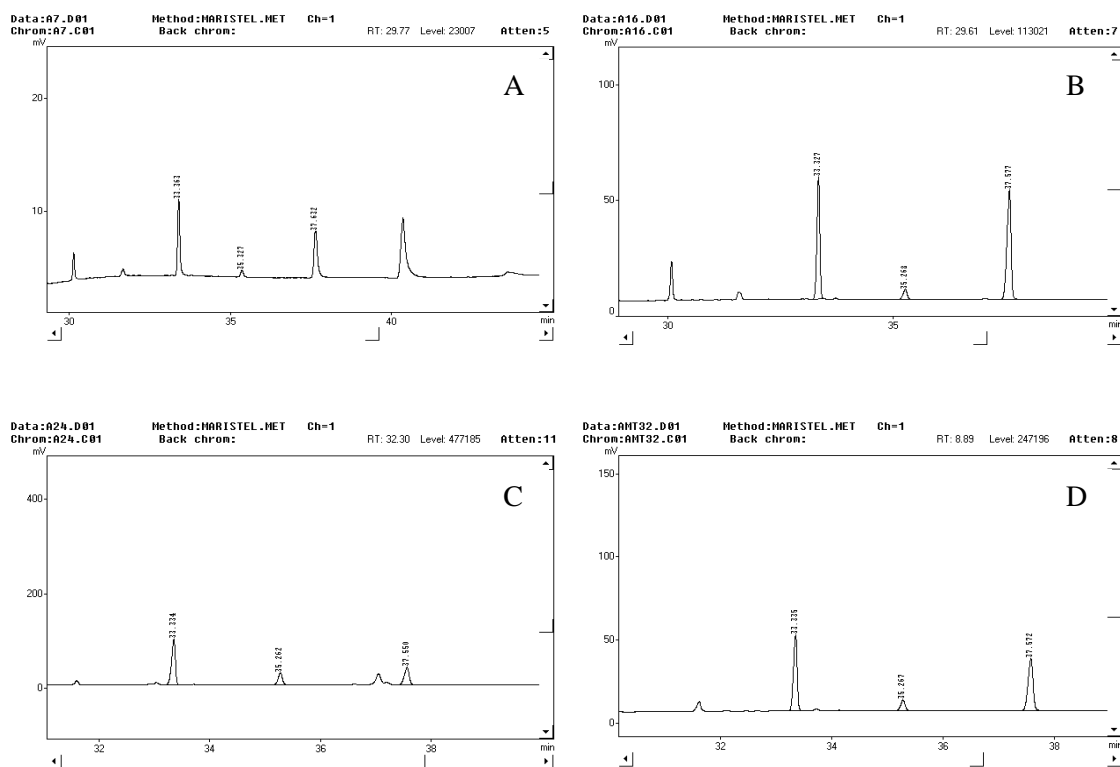 Data:A7.D01 Method:MARISTEL.MET Ch=1
Chrom:A7.C01 Back chrom: RT: 29.77 Level: 23007 Atten:5
mV
A
20
10
33.363
35.327
37.632
30 35 40
min
Data:A16.D01 Method:MARISTEL.MET Ch=1
Chrom:A16.C01 Back chrom: RT: 29.61 Level: 113021 Atten:7
mV
B
100
50
0
33.327
35.268
37.577
30 35
min
Data:A24.D01 Method:MARISTEL.MET Ch=1
Chrom:A24.C01 Back chrom: RT: 32.30 Level: 477185 Atten:11
mV
C
400
200
0
33.334
35.262
37.550
32 34 36 38
min
Data:AMT32.D01 Method:MARISTEL.MET Ch=1
Chrom:AMT32.C01 Back chrom: RT: 8.89 Level: 247196 Atten:8
mV
D
150
100
50
0
33.335
35.267
37.572
32 34 36 38
min